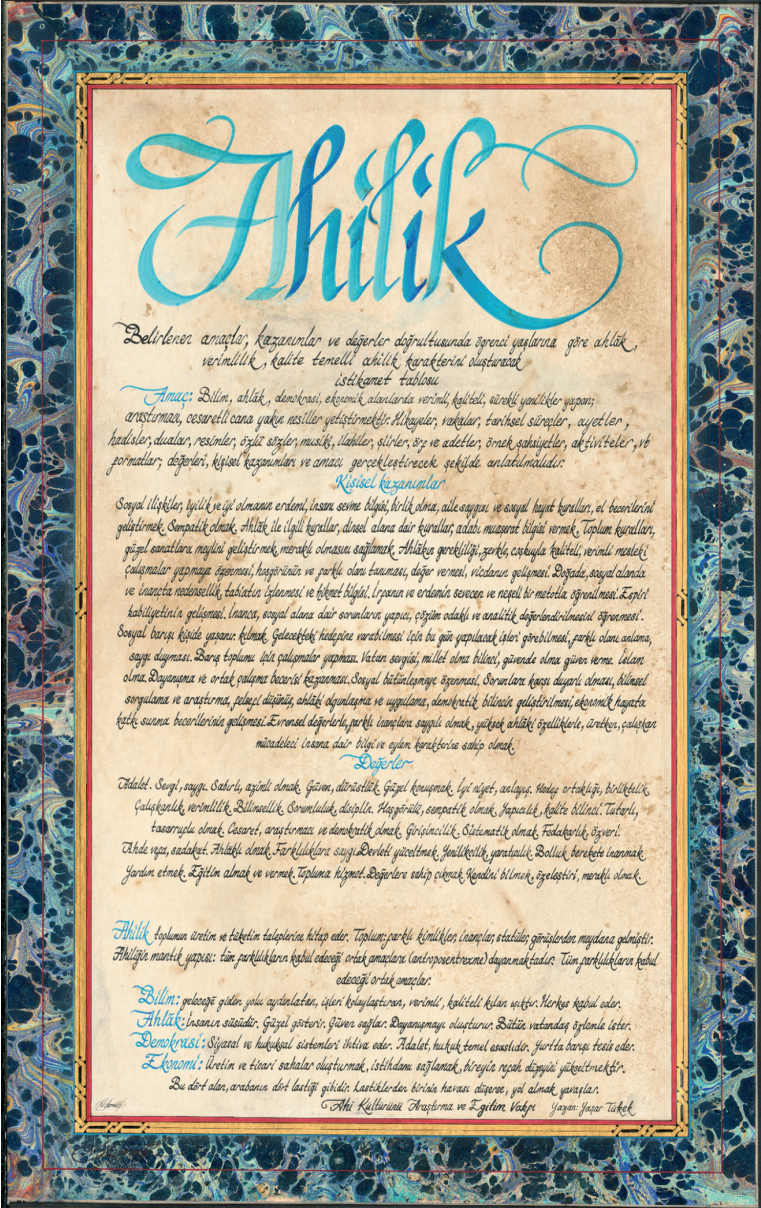 Ahilik
Belirlenen amaçlar, kazanımlar ve değerler doğrultusunda öğrenci yaşlarına göre ahlâk,
verimlilik, kalite temelli ahilik karakterini oluşturacak
istikamet tablosu
Amaç: Bilim, ahlâk, demokrasi, ekonomik alanlarda verimli, kaliteli, sürekli yenilikler yapan;
araştırmacı, cesaretli cana yakın nesiller yetiştirmektir. Hikayeler, vakalar, tarihsel süreçler, ayetler,
hadisler, dualar, resimler, özlü sözler, musiki, ilahiler, şiirler, örf ve adetler, örnek şahsiyetler, aktiviteler, vb
formatlar; değerleri, kişisel kazanımları ve amacı gerçekleştirecek şekilde anlatılmalıdır.
Kişisel kazanımlar
Sosyal ilişkiler, iyilik ve iyi olmanın erdemi, insanı sevme bilgisi, birlik olma, aile saygısı ve sosyal hayat kuralları, el becerilerini
geliştirmek. Sempatik olmak. Ahlâk ile ilgili kurallar, dinsel alana dair kurallar, adabı muaşeret bilgisi vermek. Toplum kuralları,
güzel sanatlara meylini geliştirmek, meraklı olmasını sağlamak. Ahlâkın gerekliliği, zevkle, coşkuyla kaliteli, verimli mesleki
çalışmalar yapmaya özenmesi, hoşgörünün ve farklı olanı tanıması, değer vermesi, vicdanın gelişmesi. Doğada, sosyal alanda
ve inançta nedensellik, tabiatın izlenmesi ve hikmet bilgisi. İrfanın ve erdemin sevecen ve neşeli bir metotla öğrenilmesi. Espiri
kabiliyetinin gelişmesi. İnanca, sosyal alana dair sorunların yapıcı, çözüm odaklı ve analitik değerlendirilmesini öğrenmesi.
Sosyal barışı kişide yaşanır kılmak. Gelecekteki hedefine varabilmesi için bu gün yapılacak işleri görebilmesi, farklı olanı anlama,
saygı duyması. Barış toplumu için çalışmalar yapması. Vatan sevgisi, millet olma bilinci, güvende olma güven verme. İslam
olma. Dayanışma ve ortak çalışma becerisi kazanması. Sosyal bütünleşmeye özenmesi. Sorunlara karşı duyarlı olması, bilimsel
sorgulama ve araştırma, felsefi düşünüş, ahlâki olgunlaşma ve uygulama, demokratik bilincin geliştirilmesi, ekonomik hayata
katkı sunma becerilerinin gelişmesi. Evrensel değerlerle, farklı inançlara saygılı olmak, yüksek ahlâki özelliklerle, üretken, çalışkan
mücadeleci insana dair bilgi ve eylem karakterine sahip olmak.
Değerler
Adalet. Sevgi, saygı. Sabırlı, azimli olmak. Güven, dürüstlük. Güzel konuşmak. İyi niyet, anlayış. Hedef ortaklığı, birliktelik.
Çalışkanlık, verimlilik. Bilimsellik. Sorumluluk, disiplin. Hoşgörülü, sempatik olmak. Yapıcılık, kalite bilinci. Tutarlı,
tasarruflu olmak. Cesaret, araştırmacı ve demokratik olmak. Girişimcilik. Sistematik olmak. Fedakarlık, özveri.
Ahde vefa, sadakat. Ahlâklı olmak. Farklılıklara saygı. Devleti yüceltmek. Yenilikçilik, yaratıcılık. Bolluk berekete inanmak.
Yardım etmek. Eğitim almak ve vermek. Topluma hizmet. Değerlere sahip çıkmak. Kendini bilmek, özeleştiri, meraklı olmak.
Ahilik toplumun üretim ve tüketim taleplerine hitap eder. Toplum; farklı kimlikler, inançlar, statüler, görüşlerden meydana gelmiştir.
Ahiliğin mantık yapısı: tüm farklılıkların kabul edeceği ortak amaçlara (antroposentrezme) dayanmaktadır. Tüm farklılıkların kabul
edeceği ortak amaçlar.
Bilim: geleceğe giden yolu aydınlatan, işleri kolaylaştıran, verimli, kaliteli kılan ışıktır. Herkes kabul eder.
Ahlâk: İnsanın süsüdür. Güzel gösterir. Güven sağlar. Dayanışmayı oluşturur. Bütün vatandaş özlemle ister.
Demokrasi: Siyasal ve hukuksal sistemleri ihtiva eder. Adalet, hukuk temel esaslıdır. Yurtta barışı tesis eder.
Ekonomi: Üretim ve ticari sahalar oluşturmak, istihdamı sağlamak, bireyin refah düzeyini yükseltmektir.
Bu dört alan, arabanın dört lastiği gibidir. Lastiklerden birinin havası düşerse, yol almak yavaşlar.
Ahi Kültürünü Araştırma ve Eğitim Vakfı Yazan: Yaşar Tükek